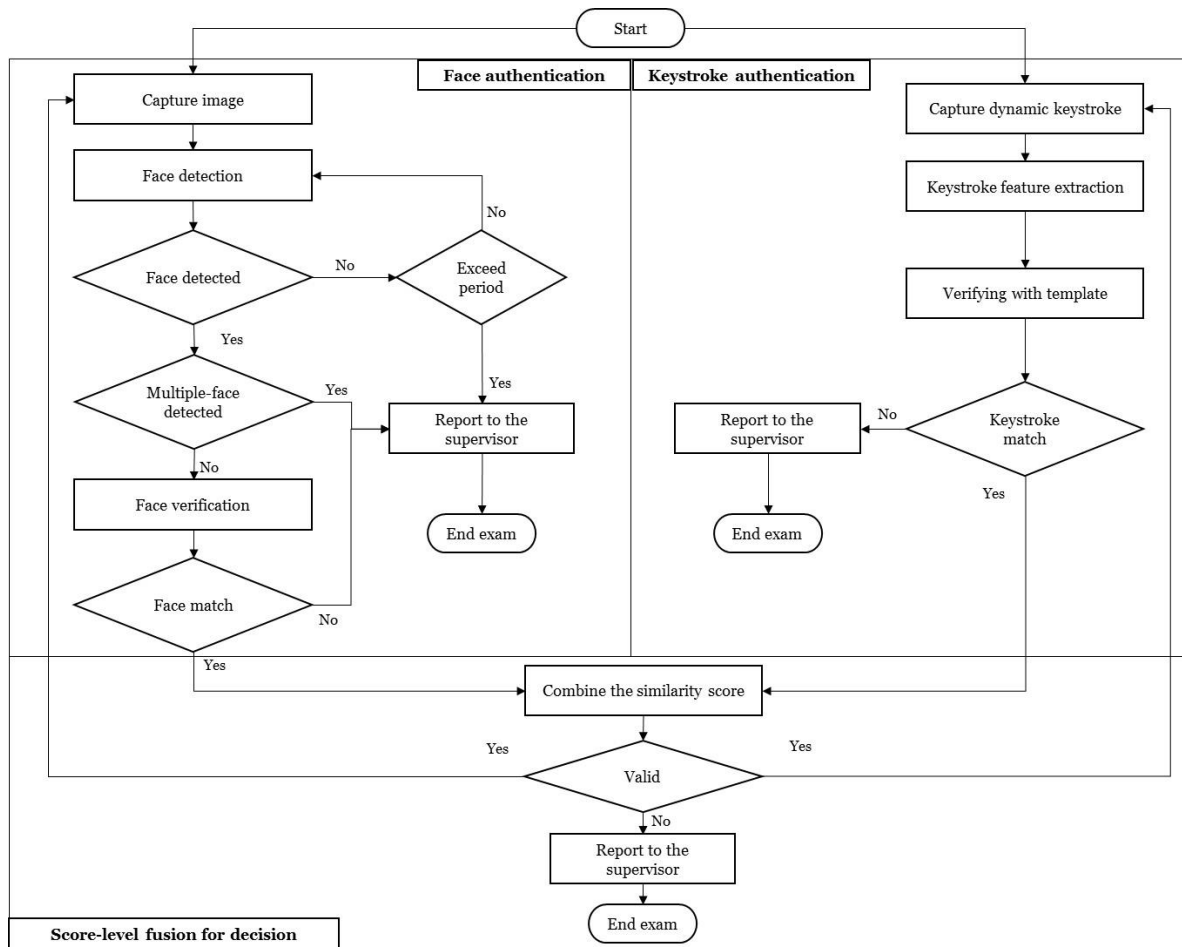 Start
Face authentication
Keystroke authentication
Capture image
Capture dynamic keystroke
Face detection
Keystroke feature extraction
No
Face detected
No
Exceed
period
Verifying with template
Yes
Multiple-face
detected
Yes
Yes
Report to the
supervisor
Report to the
supervisor
No
Keystroke
match
No
Face verification
Yes
End exam
End exam
Face match
No
Yes
Combine the similarity score
Yes
Valid
Yes
No
Report to the
supervisor
End exam
Score-level fusion for decision